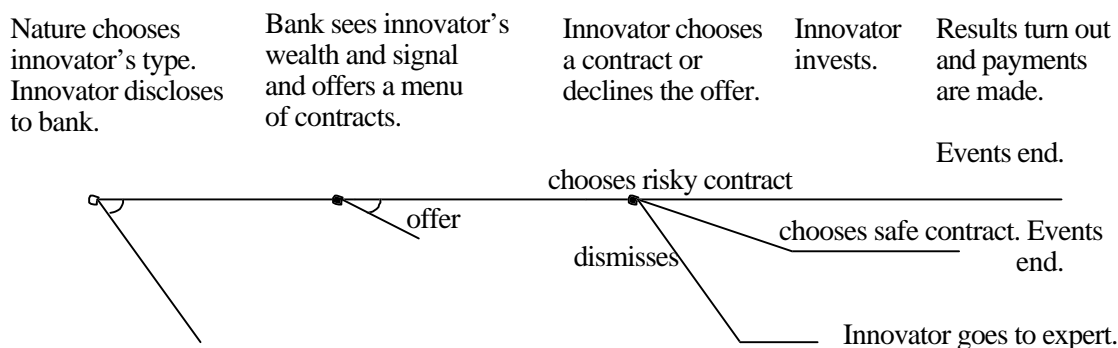 Nature chooses
innovator’s type.
Innovator discloses
to bank.
Bank sees innovator’s
wealth and signal
and offers a menu
of contracts.
Innovator chooses
a contract or
declines the offer.
Innovator
invests.
Results turn out
and payments
are made.
Events end.
chooses risky contract
offer
chooses safe contract. Events
end.
dismisses
Innovator goes to expert.